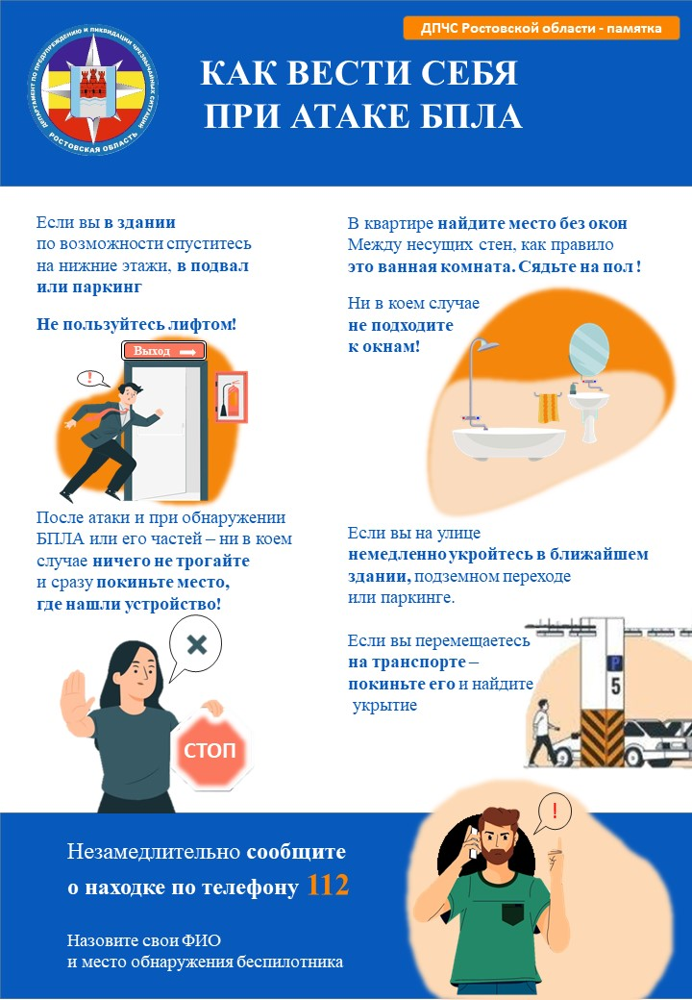 ДПЧС Ростовской области - памятка
ДЕПАРТАМЕНТ ПО ПРЕДУПРЕЖДЕНИЮ И ЛИКВИДАЦИИ ЧРЕЗВЫЧАЙНЫХ СИТУАЦИЙ
РОСТОВСКАЯ ОБЛАСТЬ
КАК ВЕСТИ СЕБЯ
ПРИ АТАКЕ БПЛА
Если вы в здании
по возможности спуститесь
на нижние этажи, в подвал
или паркинг
Не пользуйтесь лифтом!
Выход
!
В квартире найдите место без окон
Между несущих стен, как правило
это ванная комната. Сядьте на пол !
Ни в коем случае
не подходите
к окнам!
После атаки и при обнаружении
БПЛА или его частей – ни в коем
случае ничего не трогайте
и сразу покиньте место,
где нашли устройство!
СТОП
Если вы на улице
немедленно укройтесь в ближайшем
здании, подземном переходе
или паркинге.
Если вы перемещаетесь
на транспорте –
покиньте его и найдите
укрытие
P
5
Незамедлительно сообщите
о находке по телефону 112
Назовите свои ФИО
и место обнаружения беспилотника
!